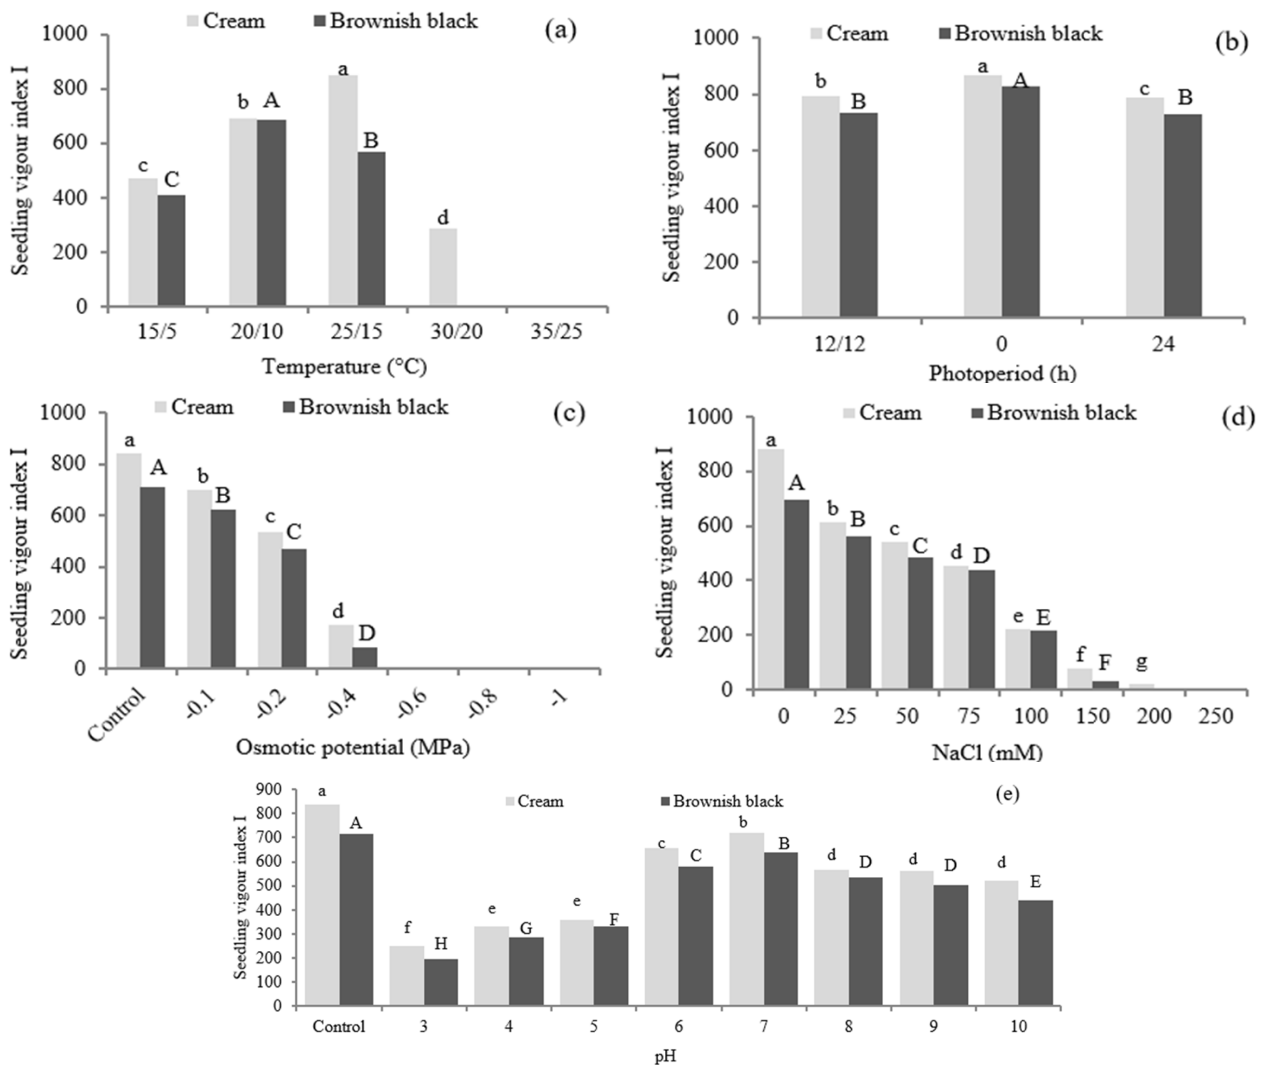 Cream Brownish black (a)
Seedling vigour index I
1000
800
600
400
200
0
c C b A a B d
15/5 20/10 25/15 30/20 35/25
Temperature (°C)
Cream Brownish black (b)
Seedling vigour index I
1000
800
600
400
200
0
b B a A c B
12/12 0 24
Photoperiod (h)
Cream Brownish black (c)
Seedling vigour index I
1000
800
600
400
200
0
a A b B c C d D
Control -0.1 -0.2 -0.4 -0.6 -0.8 -1
Osmotic potential (MPa)
Cream Brownish black (d)
Seedling vigour index I
1000
800
600
400
200
0
a A b B c C d D e E f F g
0 25 50 75 100 150 200 250
NaCl (mM)
Cream Brownish black (e)
Seedling vigour index I
900
800
700
600
500
400
300
200
100
0
a A f H e G e F c C b B d D d D d E
Control 3 4 5 6 7 8 9 10
pH